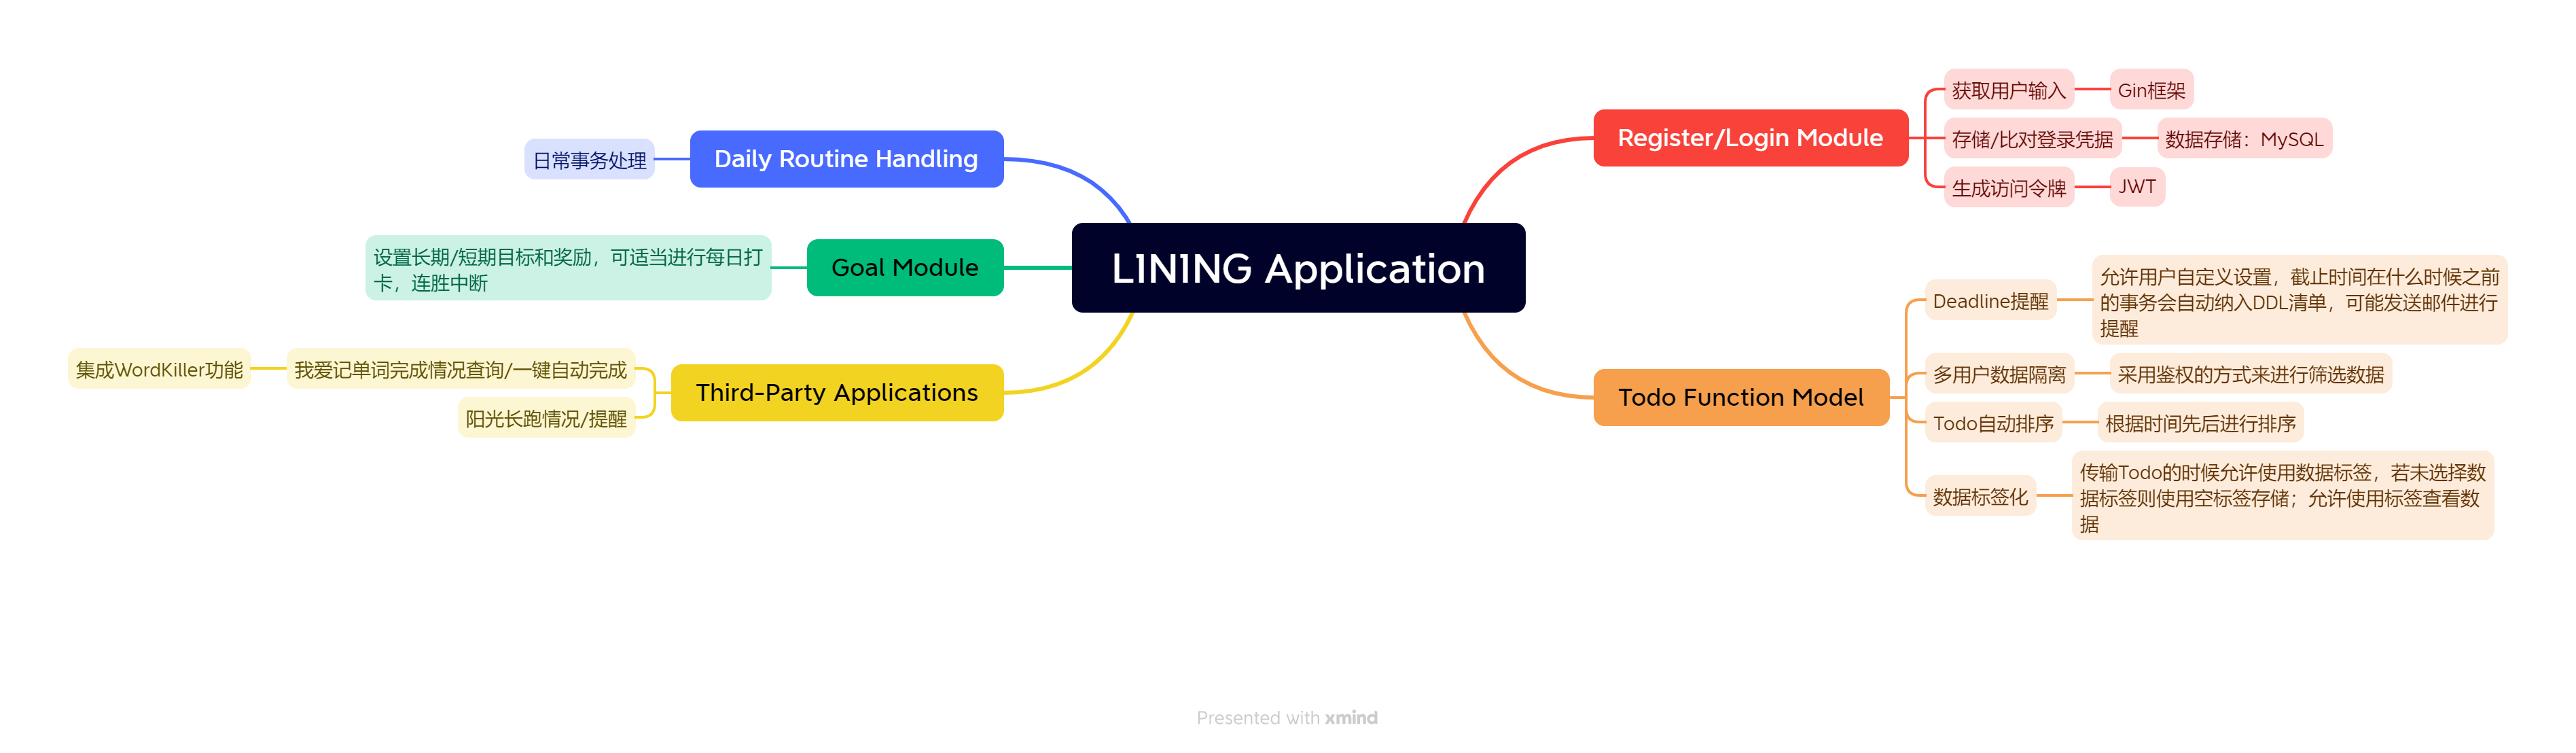 L1N1NG Application
Register/Login Module
获取用户输入
Gin框架
存储/比对登录凭据
数据存储：MySQL
生成访问令牌
JWT
Todo Function Model
Deadline提醒
允许用户自定义设置，截止时间在什么时候之前
的事务会自动纳入DDL清单，可能发送邮件进行
提醒
多用户数据隔离
采用鉴权的方式来进行筛选数据
Todo自动排序
根据时间先后进行排序
数据标签化
传输Todo的时候允许使用数据标签，若未选择数
据标签则使用空标签存储；允许使用标签查看数
据
Daily Routine Handling
日常事务处理
Goal Module
设置长期/短期目标和奖励，可适当进行每日打
卡，连胜中断
Third-Party Applications
我爱记单词完成情况查询/一键自动完成
集成WordKiller功能
阳光长跑情况/提醒
Presented with xmind